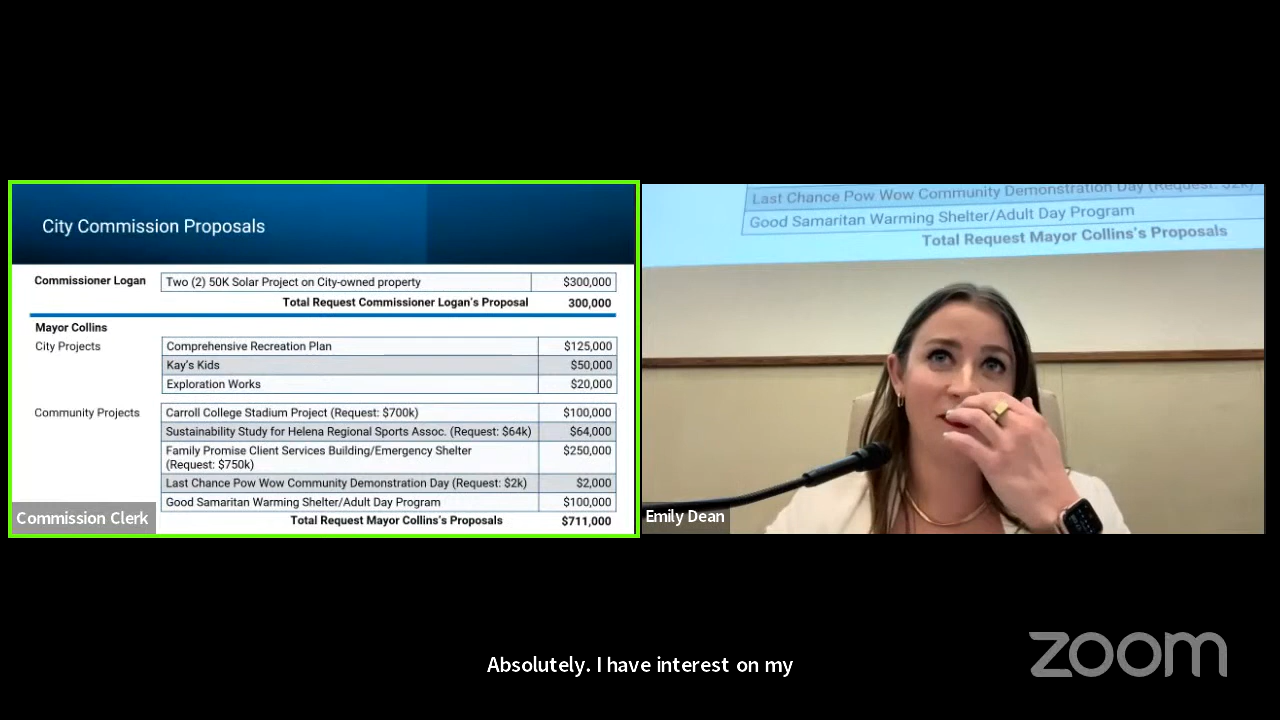 City Commission Proposals
Commissioner Logan
Two (2) 50K Solar Project on City-owned property
$300,000
Total Request Commissioner Logan's Proposal
300,000
Mayor Collins
City Projects
Comprehensive Recreation Plan
$125,000
Kay's Kids
$50,000
Exploration Works
$20,000
Community Projects
Carroll College Stadium Project (Request: $700k)
$100,000
Sustainability Study for Helena Regional Sports Assoc. (Request: $64k)
$64,000
Family Promise Client Services Building/Emergency Shelter
(Request: $750k)
$250,000
Last Chance Pow Wow Community Demonstration Day (Request: $2k)
$2,000
Good Samaritan Warming Shelter/Adult Day Program
$100,000
Total Request Mayor Collins's Proposals
$711,000
Commission Clerk
Last Chance Pow Wow Community Demonstration Day (Request: $2k)
Good Samaritan Warming Shelter/Adult Day Program
Total Request Mayor Collins's Proposals
Emily Dean
Absolutely. I have interest on my
zoom